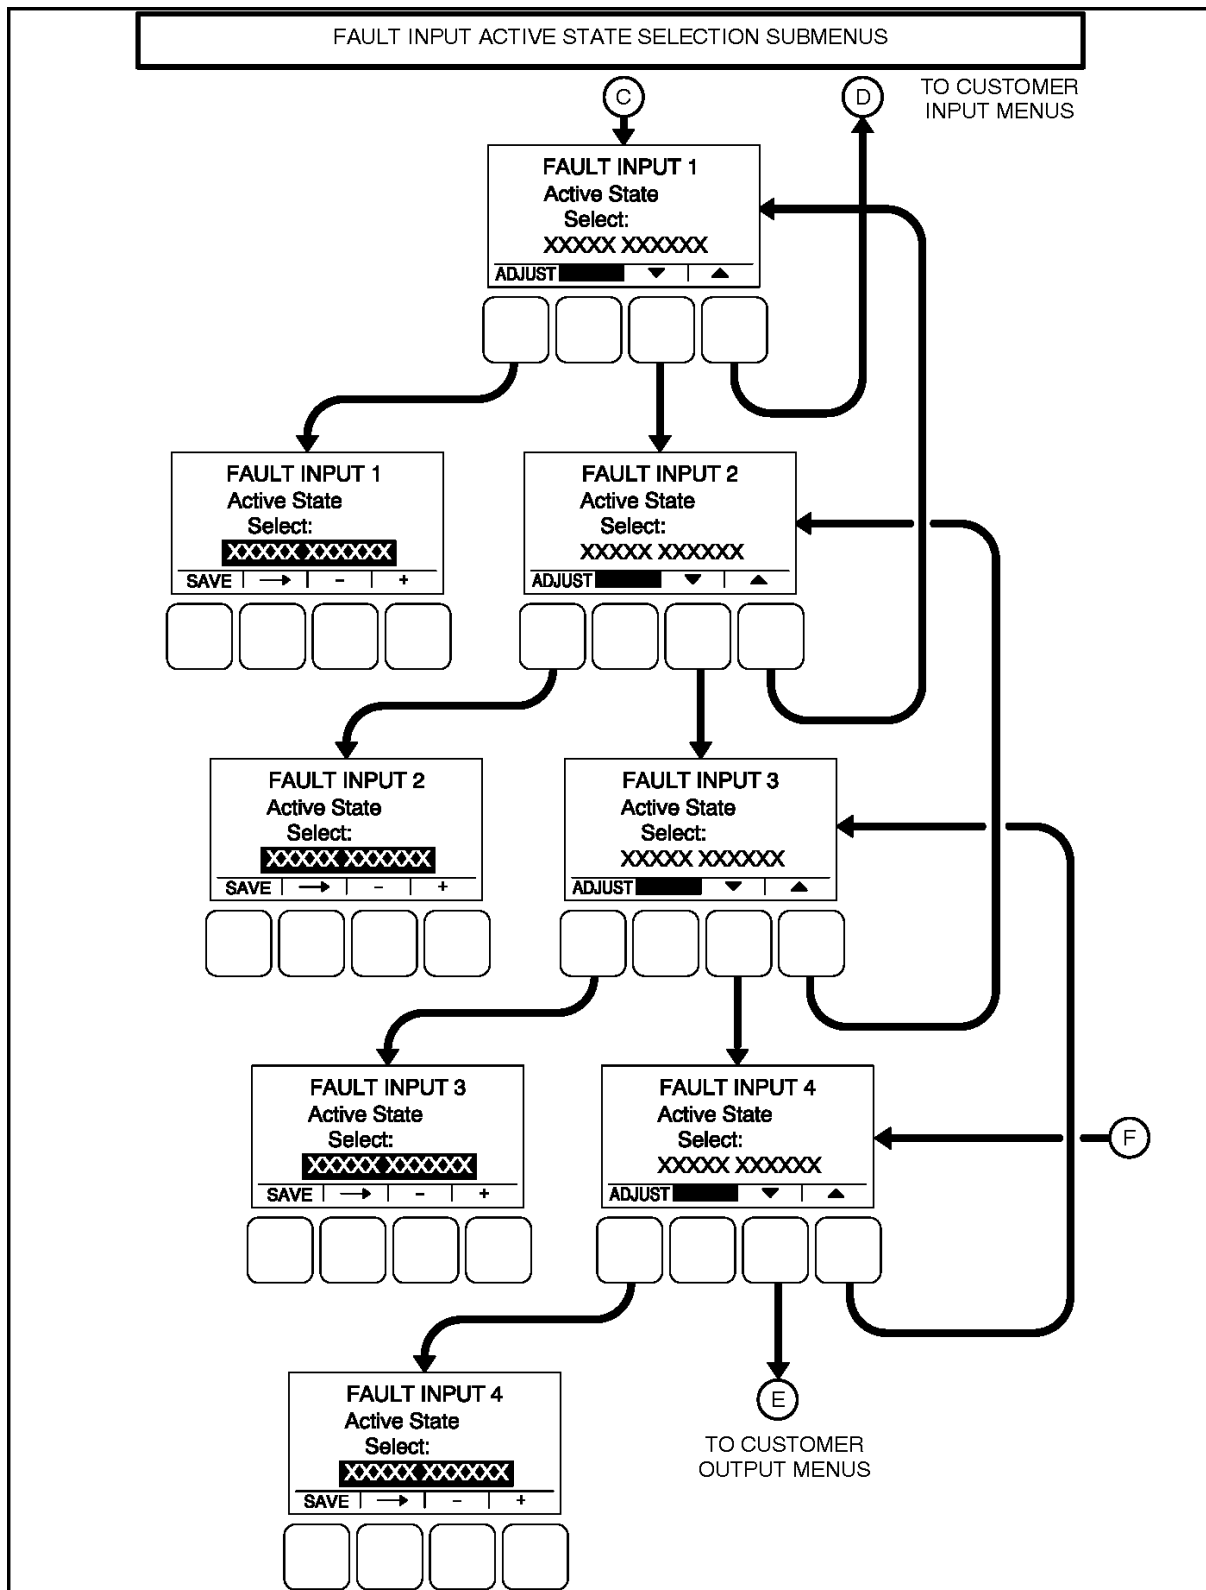 FAULT INPUT ACTIVE STATE SELECTION SUBMENUS
C
D
TO CUSTOMER
INPUT MENUS
FAULT INPUT 1
Active State
Select:
XXXXX XXXXXX
ADJUST ▼ ▲
FAULT INPUT 1
Active State
Select:
XXXXX XXXXXX
SAVE → - +
FAULT INPUT 2
Active State
Select:
XXXXX XXXXXX
ADJUST ▼ ▲
FAULT INPUT 2
Active State
Select:
XXXXX XXXXXX
SAVE → - +
FAULT INPUT 3
Active State
Select:
XXXXX XXXXXX
ADJUST ▼ ▲
FAULT INPUT 3
Active State
Select:
XXXXX XXXXXX
SAVE → - +
FAULT INPUT 4
Active State
Select:
XXXXX XXXXXX
ADJUST ▼ ▲
F
FAULT INPUT 4
Active State
Select:
XXXXX XXXXXX
SAVE → - +
E
TO CUSTOMER
OUTPUT MENUS